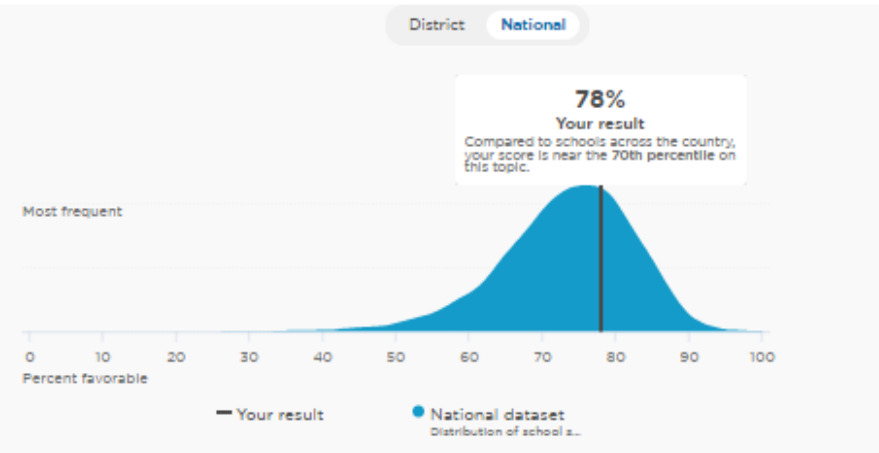 District National
78%
Your result
Compared to schools across the country,
your score is near the 70th percentile on
this topic.
Most frequent
0 10 20 30 40 50 60 70 80 90 100
Percent favorable
Your result
National dataset
Distribution of school s...